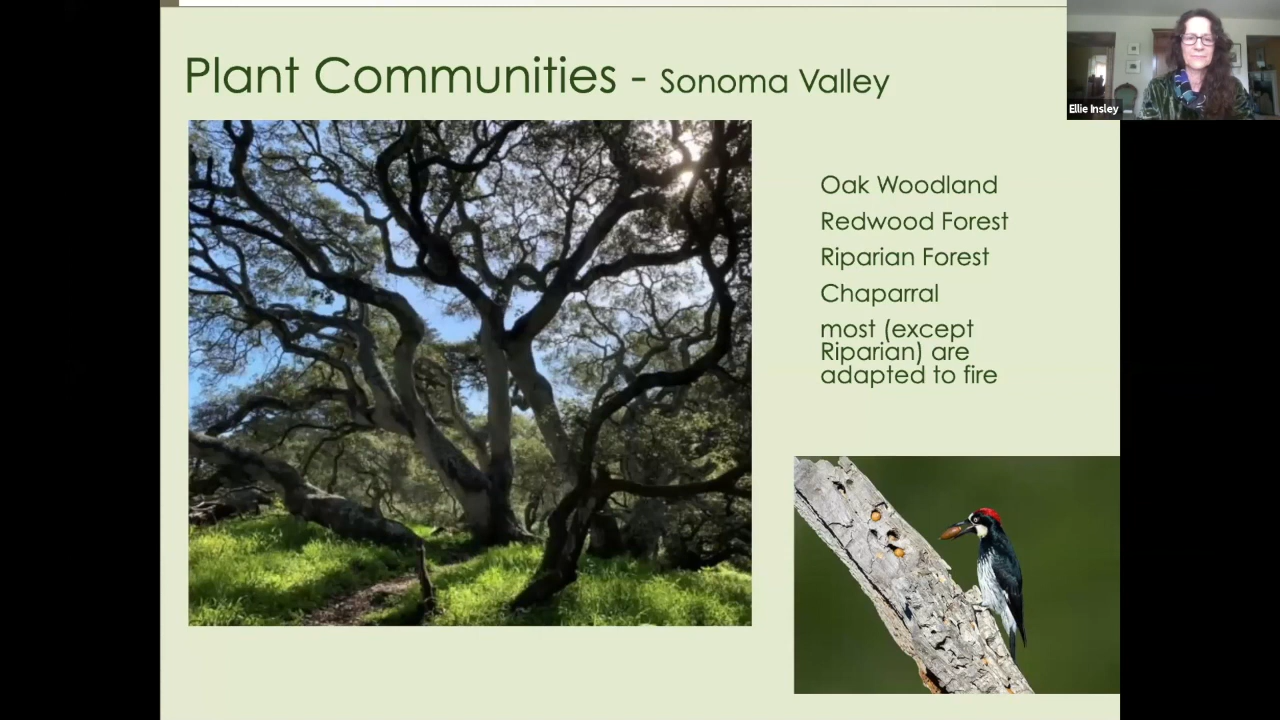 Plant Communities - Sonoma Valley
Ellie Insley
Oak Woodland
Redwood Forest
Riparian Forest
Chaparral
most (except
Riparian) are
adapted to fire